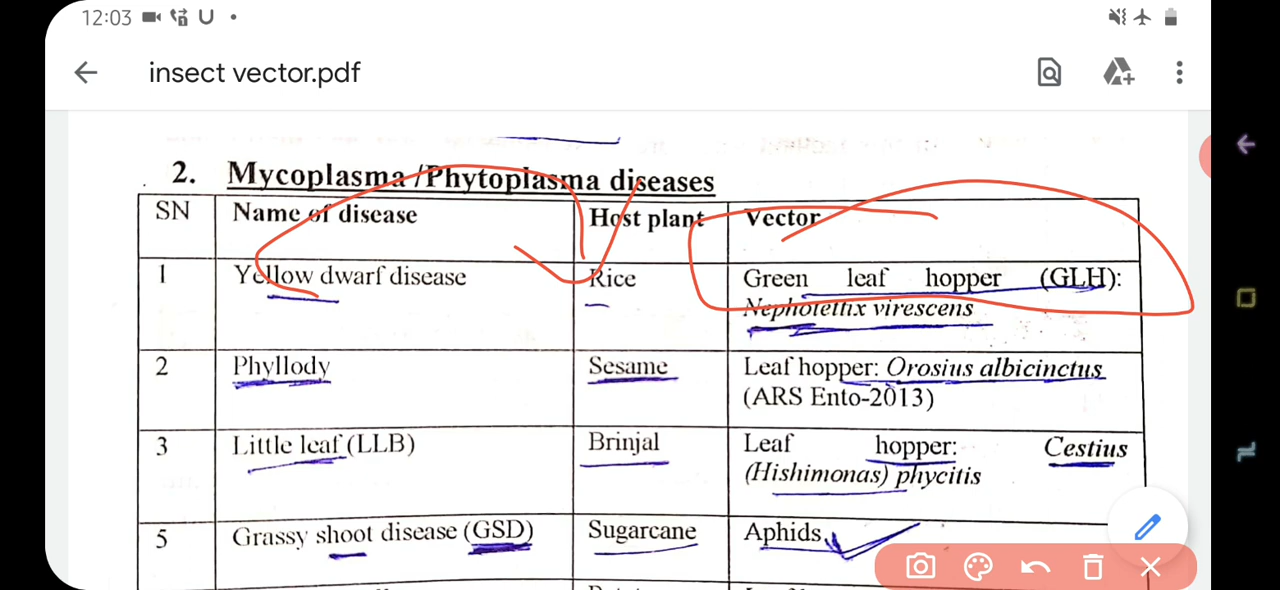 12:03
insect vector.pdf
2. Mycoplasma /Phytoplasma diseases
SN Name of disease Host plant Vector
1 Yellow dwarf disease Rice Green leaf hopper (GLH):
Nephotettix virescens
2 Phyllody Sesame Leaf hopper: Orosius albicinctus
(ARS Ento-2013)
3 Little leaf (LLB) Brinjal Leaf hopper: Cestius
(Hishimonas) phycitis
5 Grassy shoot disease (GSD) Sugarcane Aphids